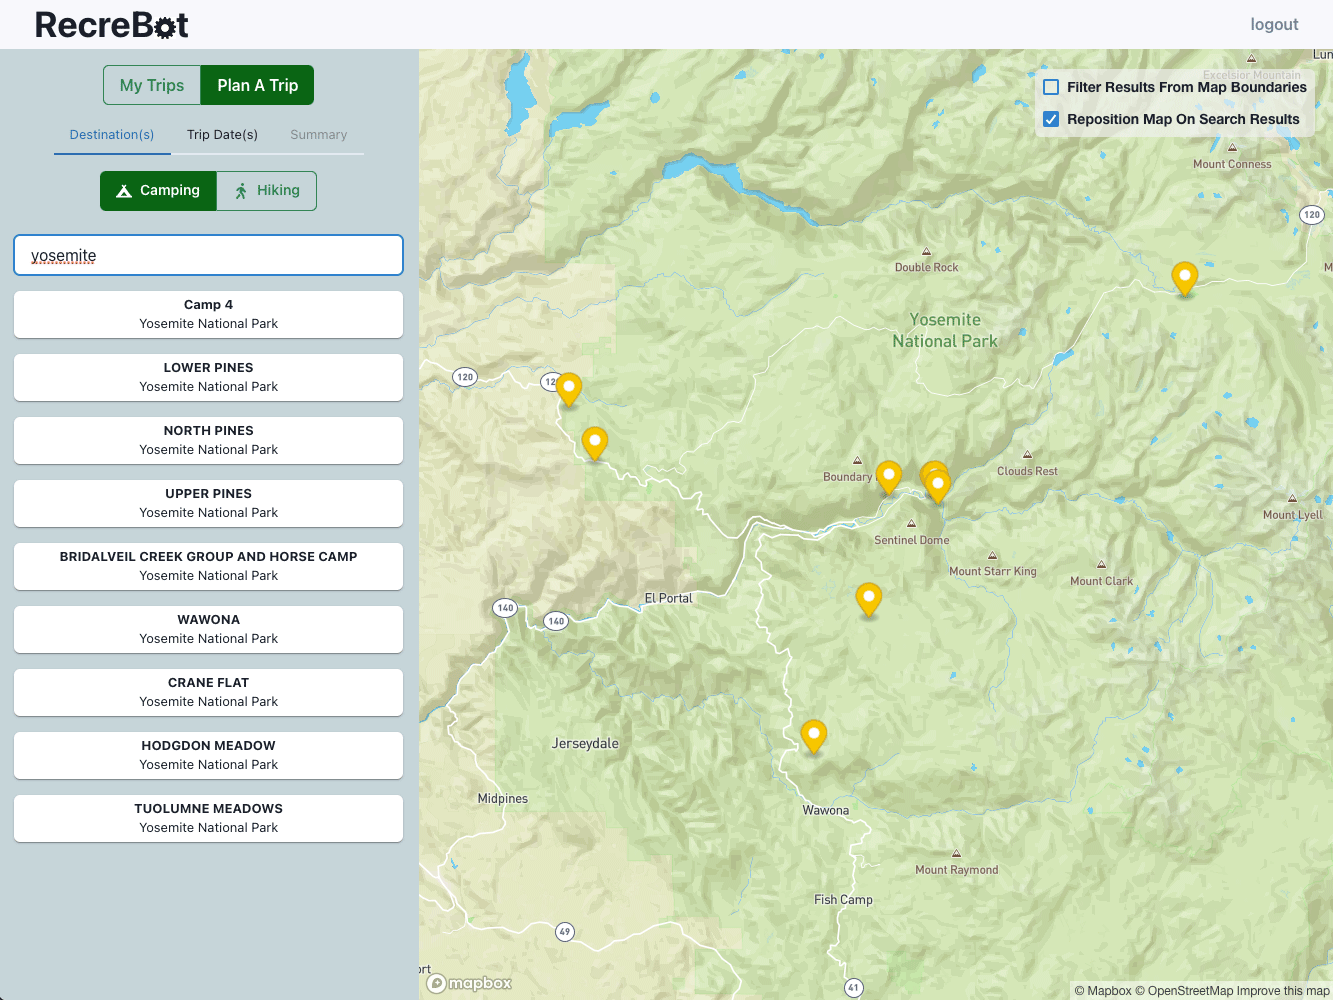 RecreBot
logout
My Trips
Plan A Trip
Destination(s)
Trip Date(s)
Summary
Camping
Hiking
yosemite
Camp 4
Yosemite National Park
LOWER PINES
Yosemite National Park
NORTH PINES
Yosemite National Park
UPPER PINES
Yosemite National Park
BRIDALVEIL CREEK GROUP AND HORSE CAMP
Yosemite National Park
WAWONA
Yosemite National Park
CRANE FLAT
Yosemite National Park
HODGDON MEADOW
Yosemite National Park
TUOLUMNE MEADOWS
Yosemite National Park
Lun
Excelsior Mountain
Filter Results From Map Boundaries
Reposition Map On Search Results
Mount Conness
120
Double Rock
M
Yosemite
National Park
120
12
Boundary
Clouds Rest
Mount Lyell
Sentinel Dome
Mount Starr King
Mount Clark
El Portal
140
140
Jerseydale
Midpines
Wawona
Mount Raymond
Fish Camp
49
ort
41
mapbox
© Mapbox © OpenStreetMap Improve this map